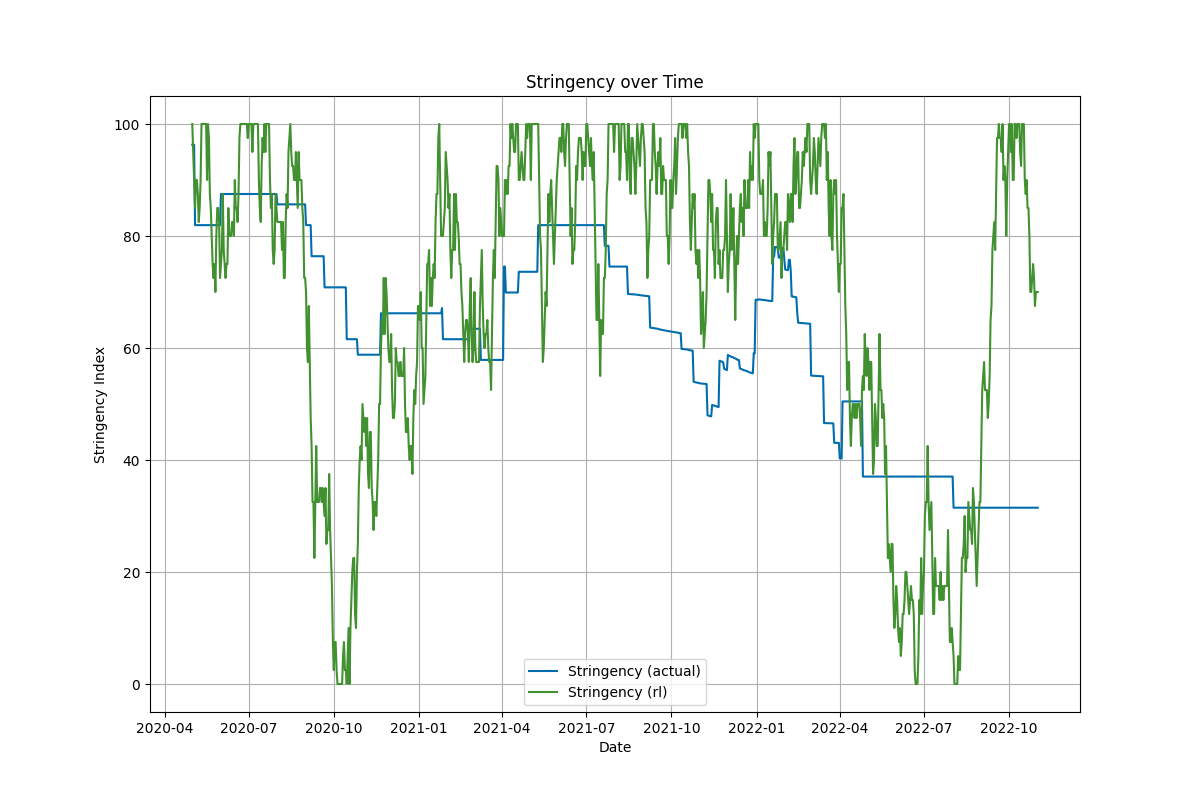 Stringency over Time
Stringency Index
100
80
60
40
20
0
Stringency (actual)
Stringency (rl)
2020-04 2020-07 2020-10 2021-01 2021-04 2021-07 2021-10 2022-01 2022-04 2022-07 2022-10
Date